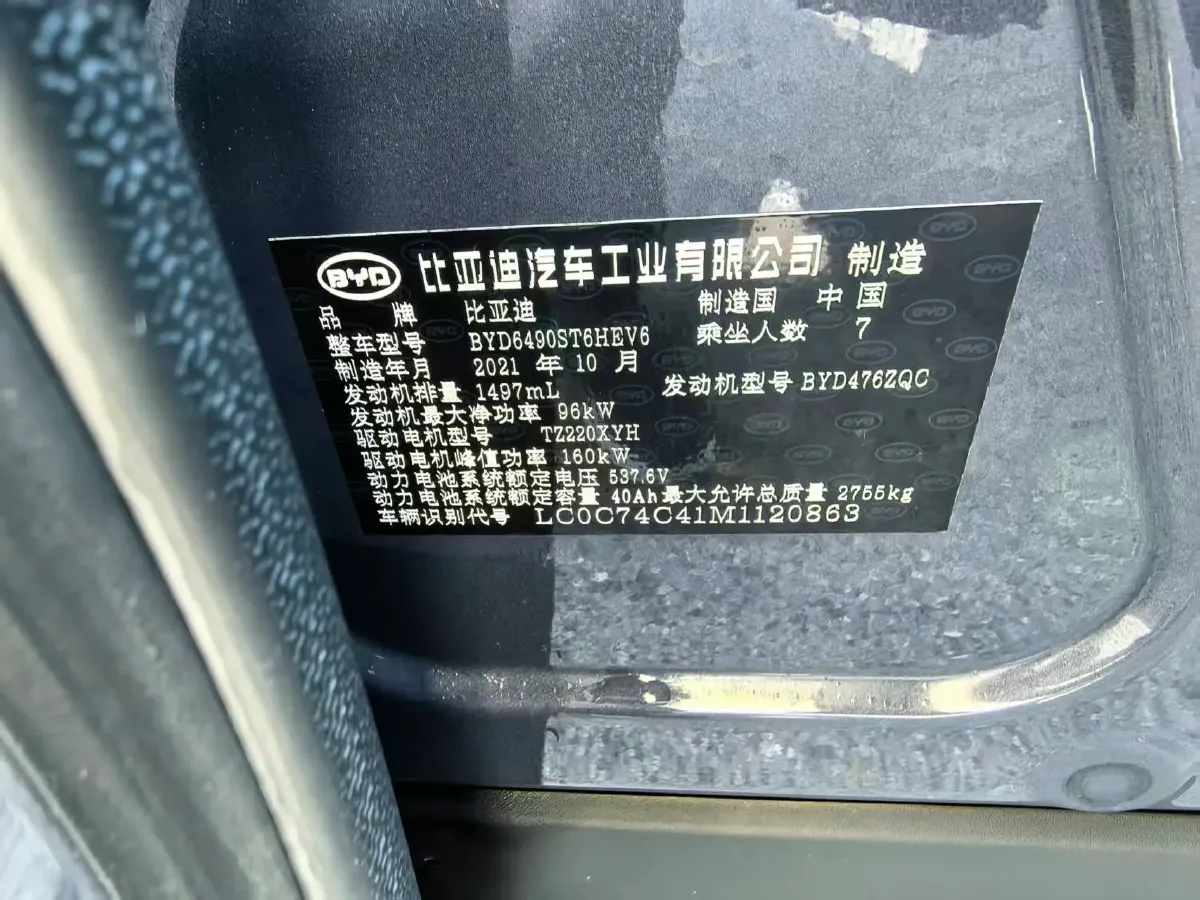 BYD 比亚迪汽车工业有限公司 制造
品 牌 比亚迪 制造国 中国
整车型号 BYD6490ST6HEV6 乘坐人数 7
制造年月 2021 年 10 月
发动机排量 1497mL 发动机型号 BYD476ZQC
发动机最大净功率 96kW
驱动电机型号 TZ220XYH
驱动电机峰值功率 160kW
动力电池系统额定电压 537.6V
动力电池系统额定容量 40Ah 最大允许总质量 2755kg
车辆识别代号 LC0C74C41M1120863